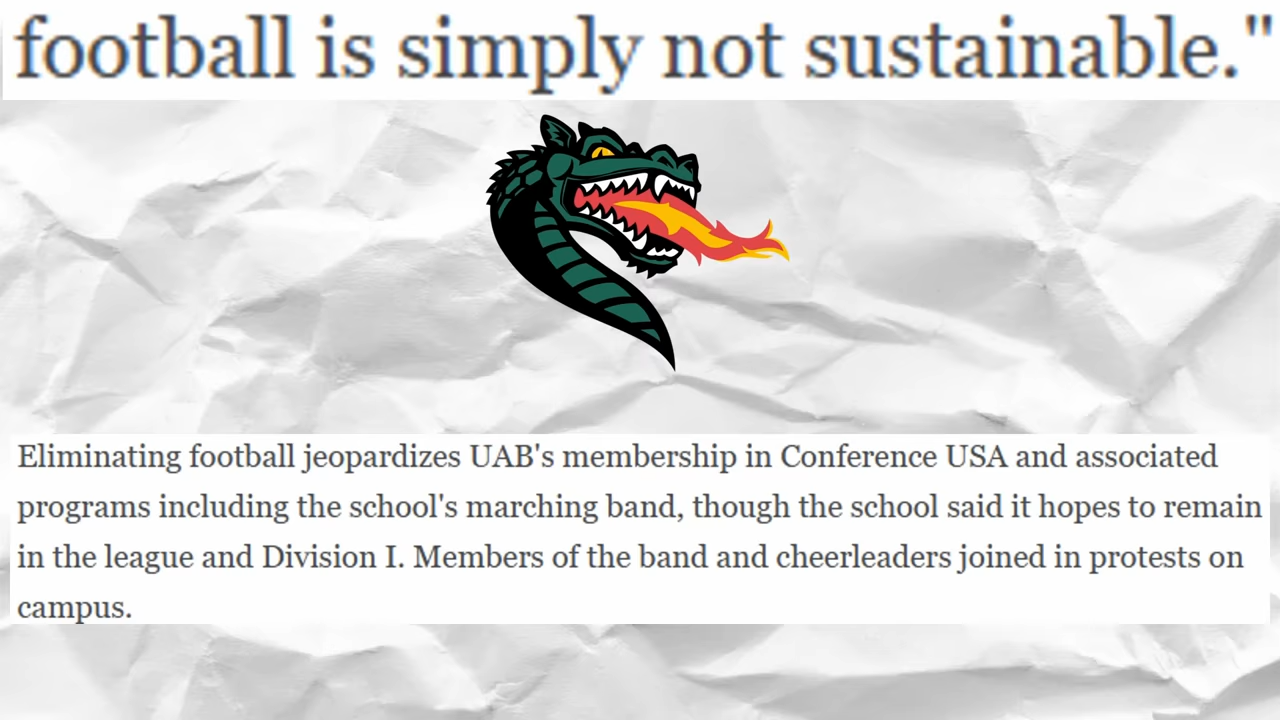 football is simply not sustainable."
Eliminating football jeopardizes UAB's membership in Conference USA and associated
programs including the school's marching band, though the school said it hopes to remain
in the league and Division I. Members of the band and cheerleaders joined in protests on
campus.